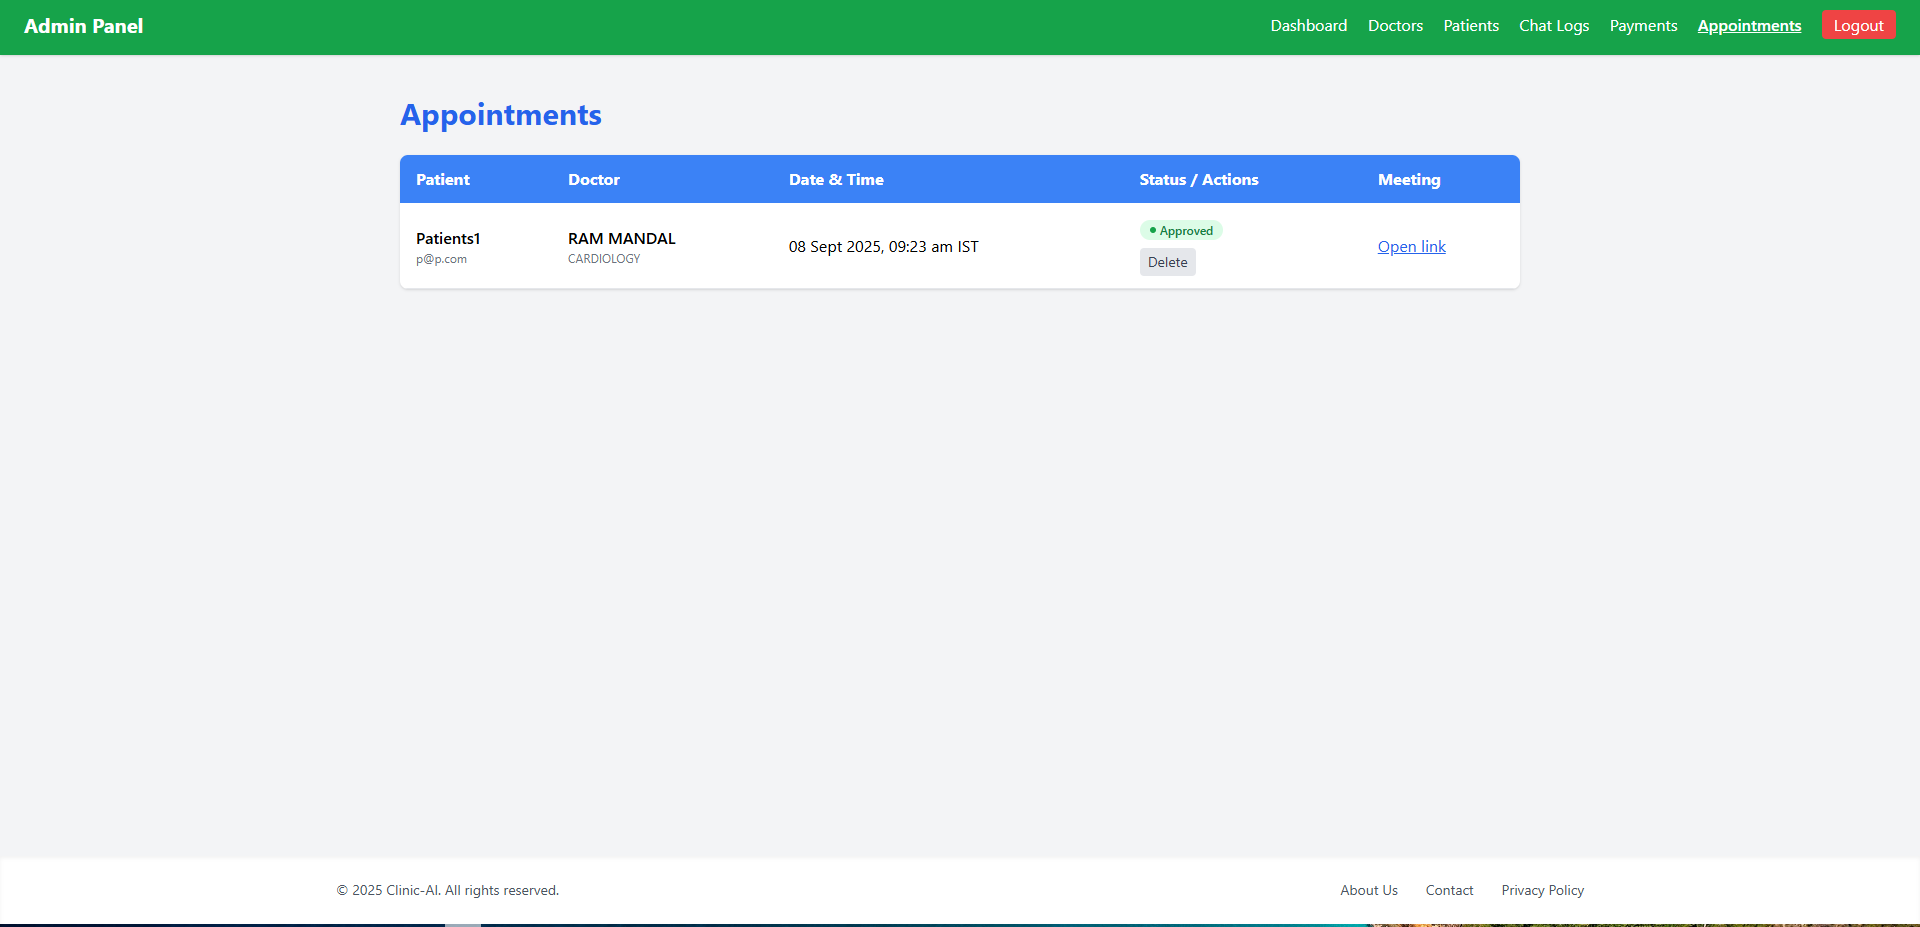 Admin Panel
Dashboard Doctors Patients Chat Logs Payments Appointments Logout
Appointments
Patient Doctor Date & Time Status / Actions Meeting
Patients1
p@p.com
RAM MANDAL
CARDIOLOGY
08 Sept 2025, 09:23 am IST
Approved
Delete
Open link
© 2025 Clinic-AI. All rights reserved.
About Us Contact Privacy Policy